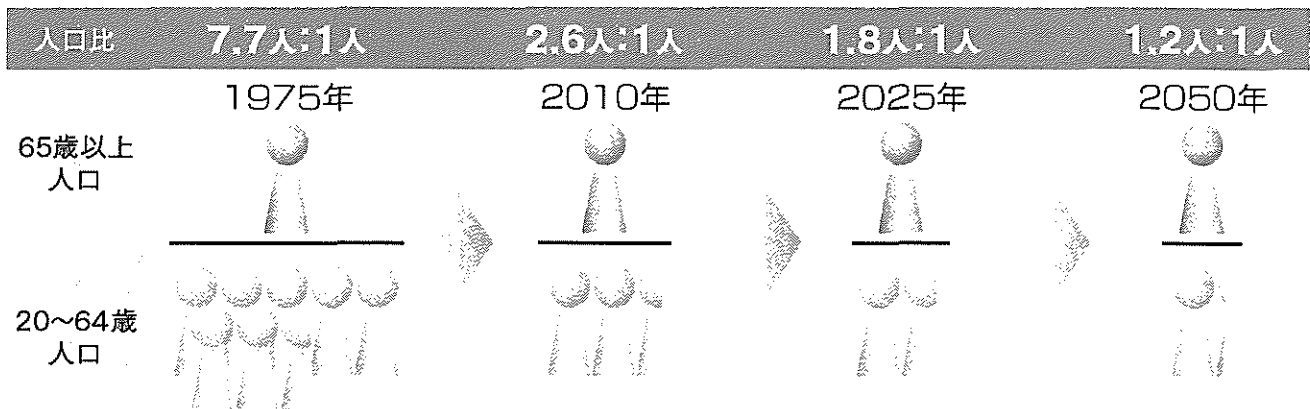 人口比 7.7人:1人 2.6人:1人 1.8人:1人 1.2人:1人
1975年 2010年 2025年 2050年
65歳以上
人口
20〜64歳
人口